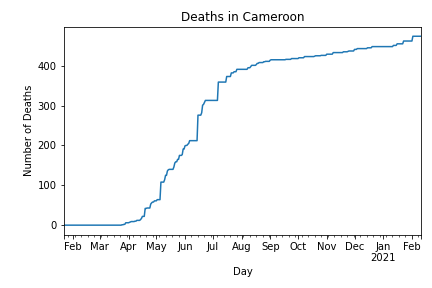 Deaths in Cameroon
Number of Deaths
400
300
200
100
0
Feb Mar Apr May Jun Jul Aug Sep Oct Nov Dec Jan Feb
2021
Day